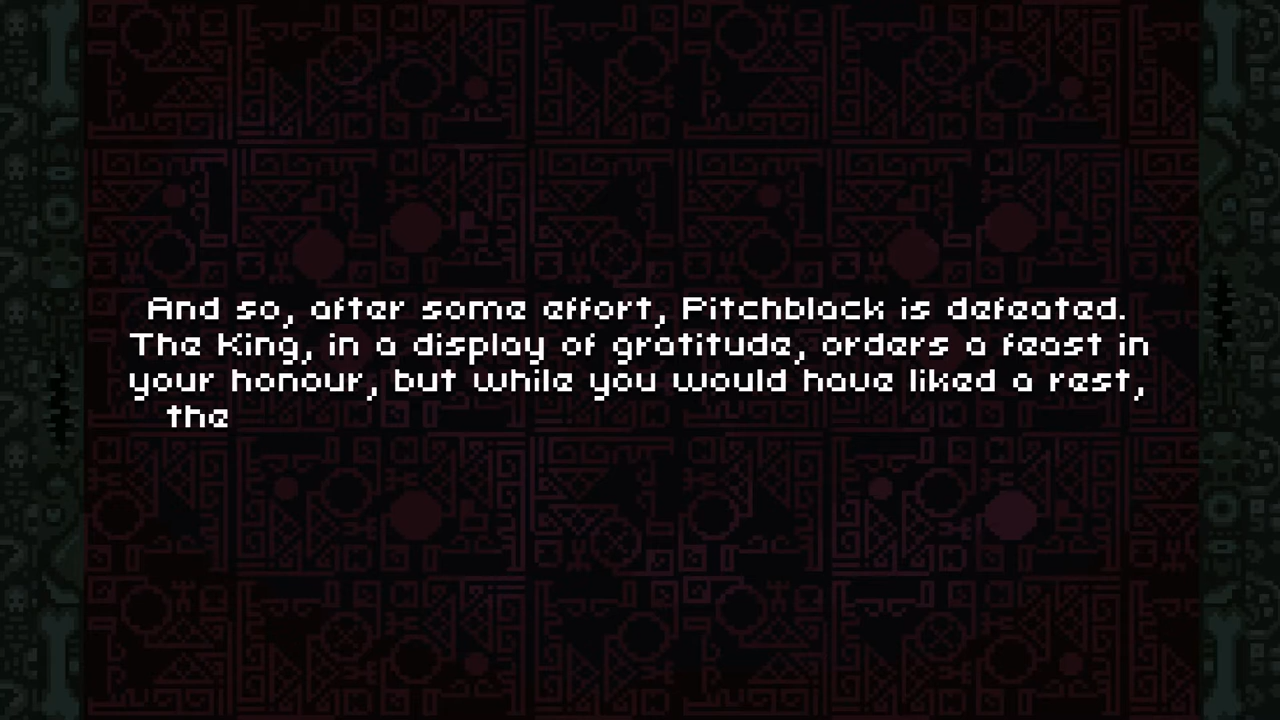 And so, after some effort, Pitchblack is defeated.
The King, in a display of gratitude, orders a feast in
your honour, but while you would have liked a rest,
the